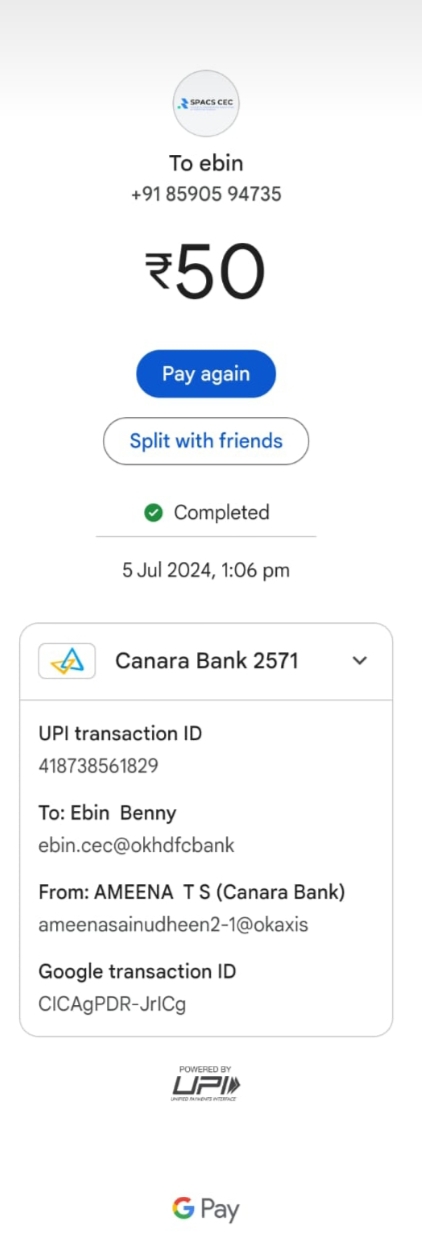 SPACS CEC
To ebin
+91 85905 94735
₹50
Pay again
Split with friends
Completed
5 Jul 2024, 1:06 pm
Canara Bank 2571
UPI transaction ID
418738561829
To: Ebin Benny
ebin.cec@okhdfcbank
From: AMEENA T S (Canara Bank)
ameenasainudheen2-1@okaxis
Google transaction ID
CICAgPDR-JrICg
POWERED BY
UPI
UNIFIED PAYMENTS INTERFACE
G Pay